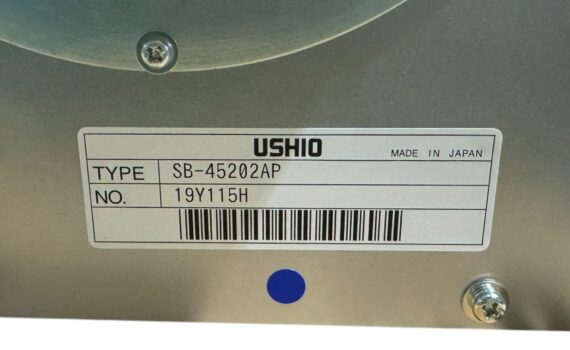 USHIO MADE IN JAPAN
TYPE SB-45202AP
NO. 19Y115H